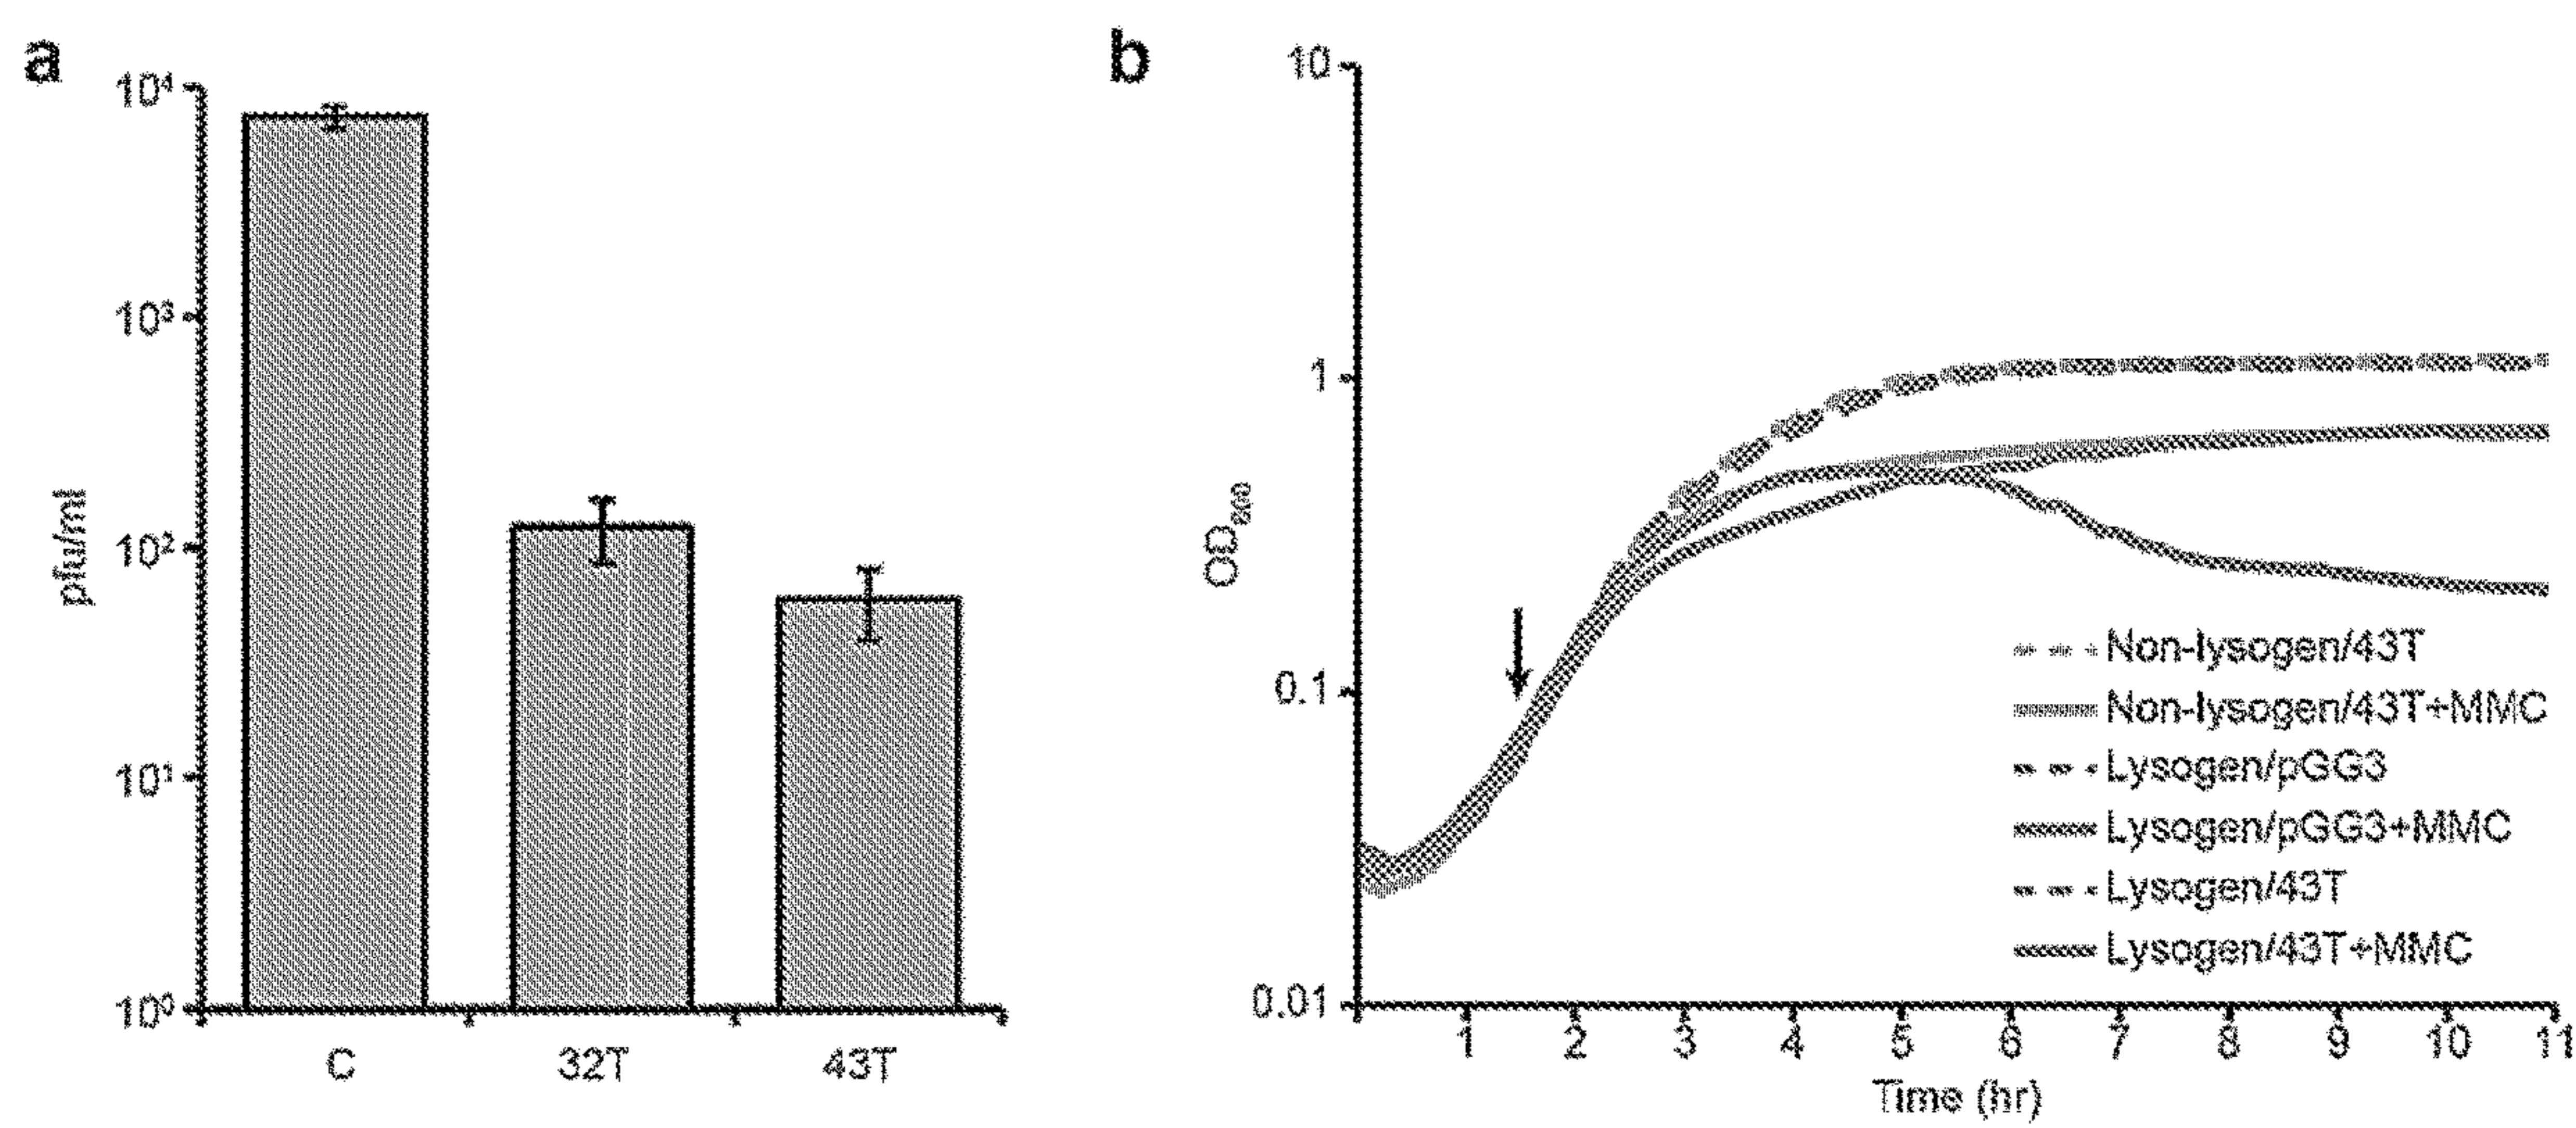 a
10⁴
10³
10²
10¹
10⁰
pfu/ml
C 32T 43T
b
10
1
0.1
0.01
OD₆₀₀
Non-lysogen/43T
Non-lysogen/43T+MMC
Lysogen/pGG3
Lysogen/pGG3+MMC
Lysogen/43T
Lysogen/43T+MMC
1 2 3 4 5 6 7 8 9 10 11
Time (hr)